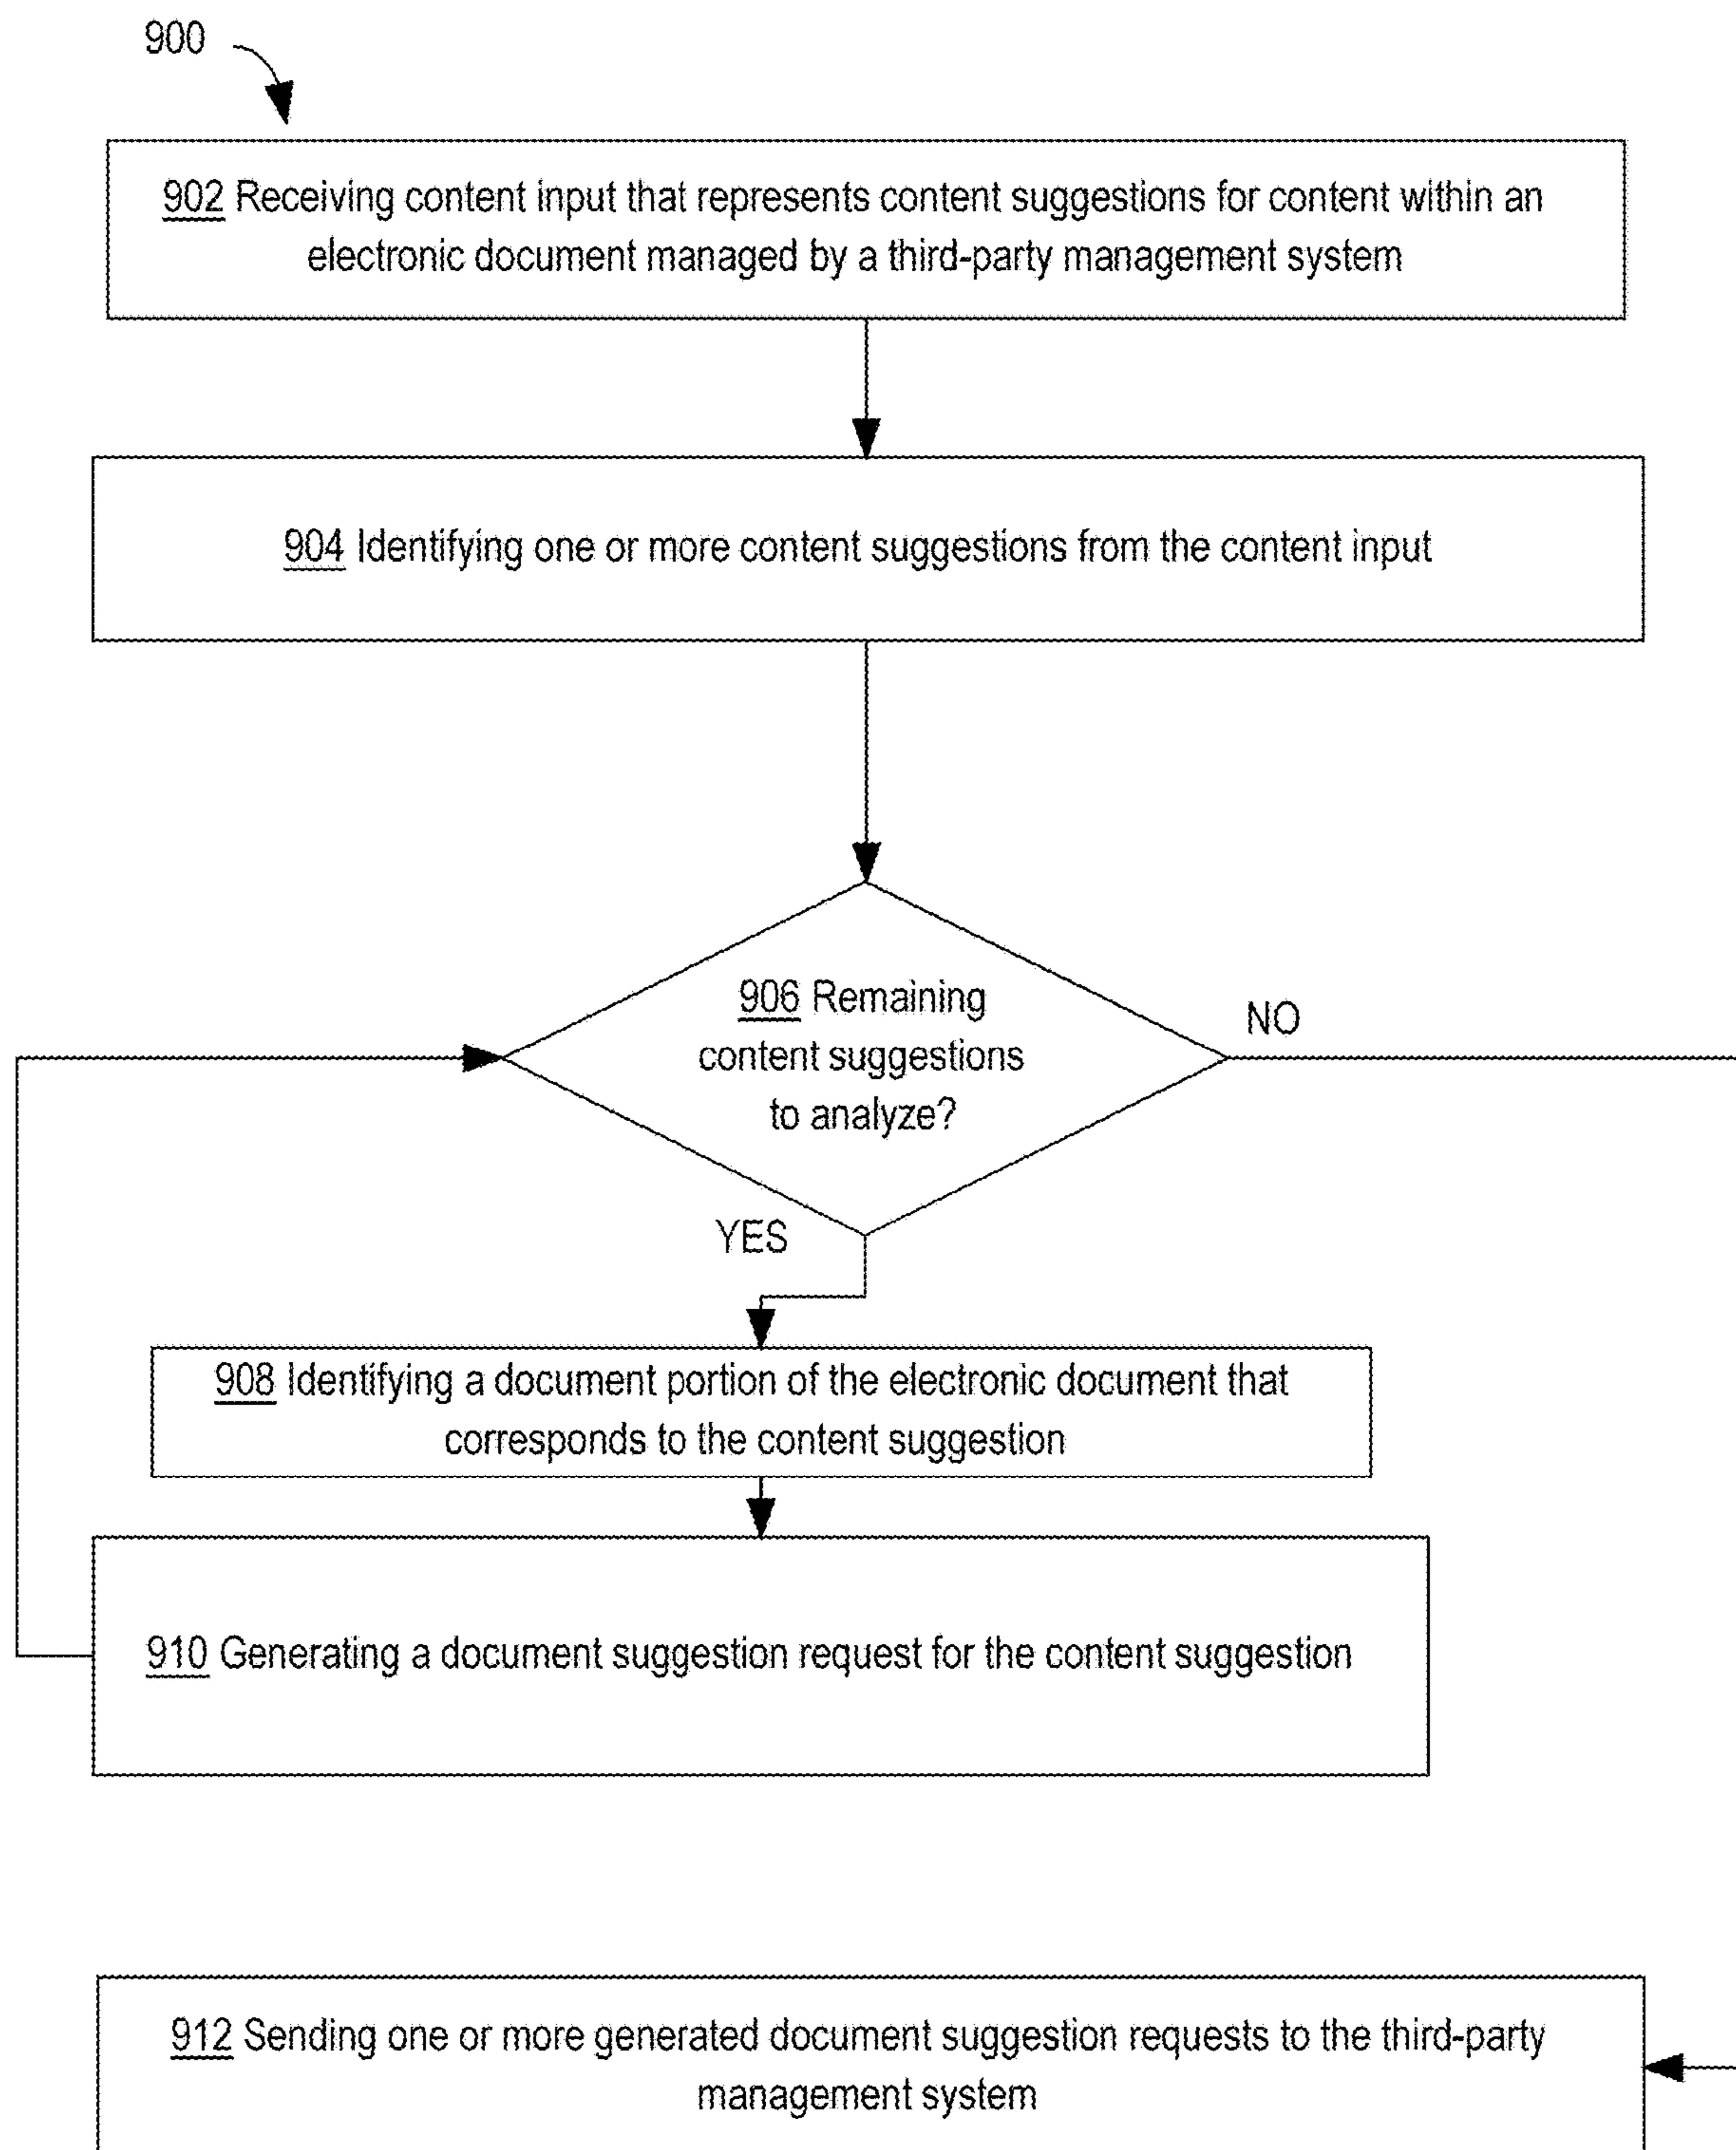 900
902 Receiving content input that represents content suggestions for content within an
electronic document managed by a third-party management system
904 Identifying one or more content suggestions from the content input
906 Remaining
content suggestions
to analyze?
NO
YES
908 Identifying a document portion of the electronic document that
corresponds to the content suggestion
910 Generating a document suggestion request for the content suggestion
912 Sending one or more generated document suggestion requests to the third-party
management system